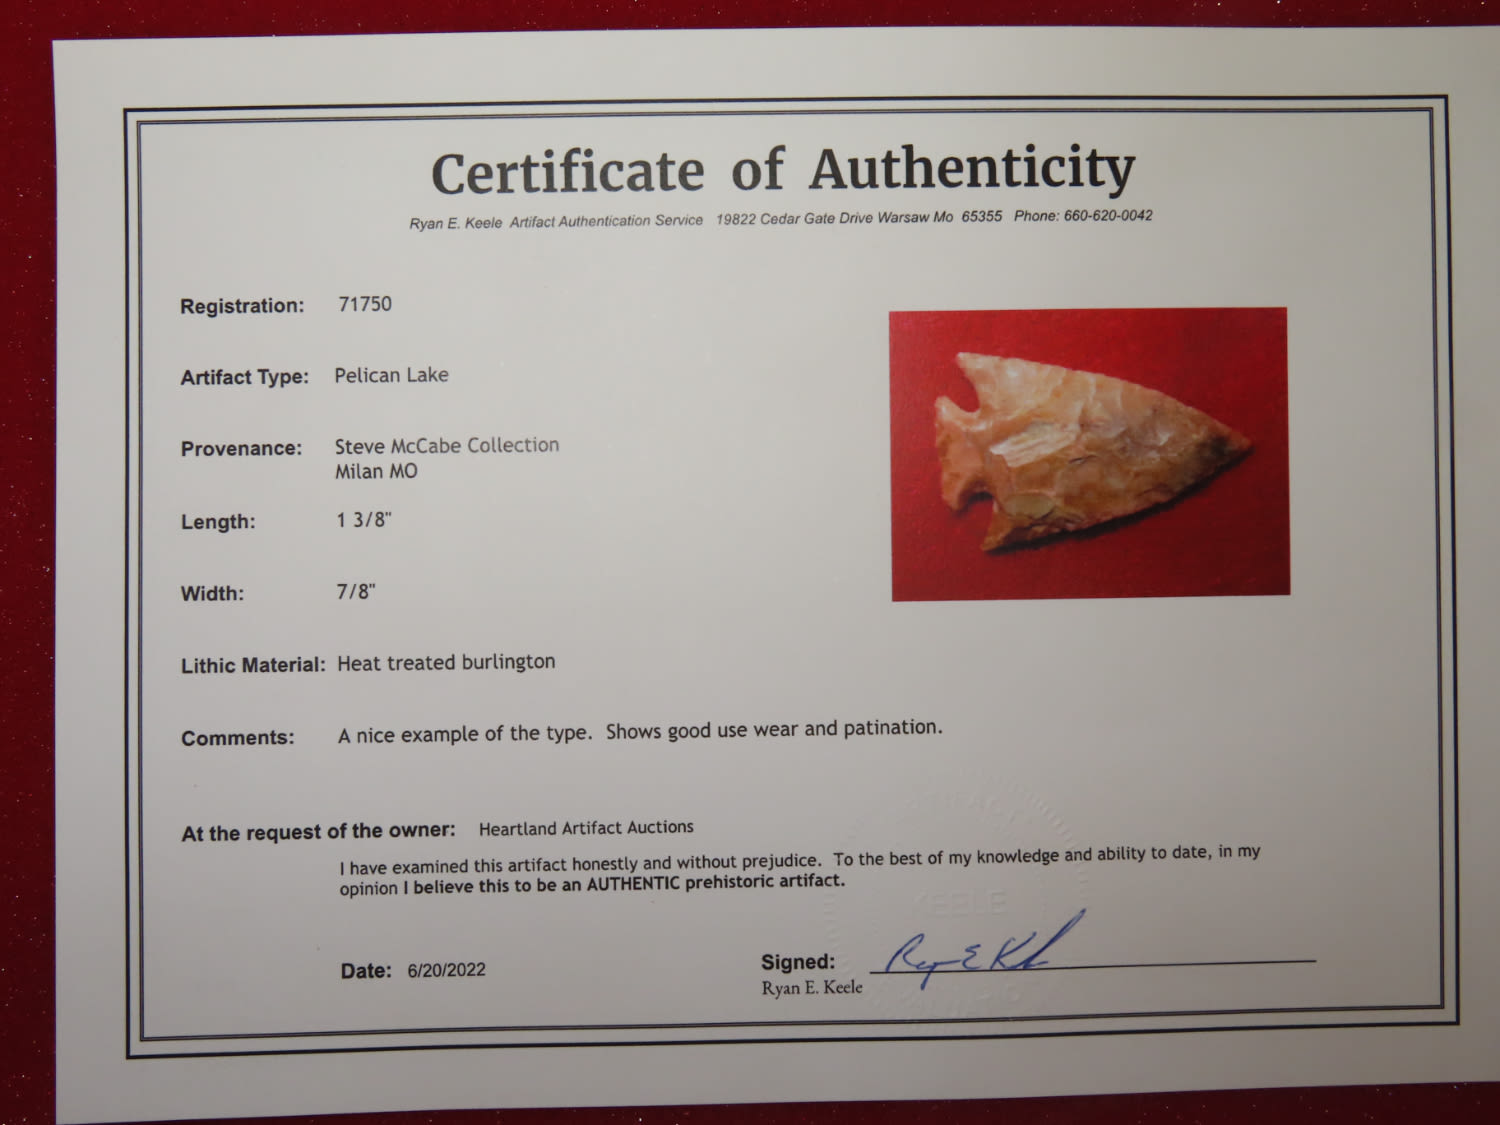 Certificate of Authenticity
Ryan E. Keele Artifact Authentication Service 19822 Cedar Gate Drive Warsaw Mo 65355 Phone: 660-620-0042
Registration: 71750
Artifact Type: Pelican Lake
Provenance: Steve McCabe Collection
Milan MO
Length: 1 3/8"
Width: 7/8"
Lithic Material: Heat treated burlington
Comments: A nice example of the type. Shows good use wear and patination.
At the request of the owner: Heartland Artifact Auctions
I have examined this artifact honestly and without prejudice. To the best of my knowledge and ability to date, in my
opinion I believe this to be an AUTHENTIC prehistoric artifact.
KEELE
Date: 6/20/2022
Signed: Ryan E Keele
Ryan E. Keele